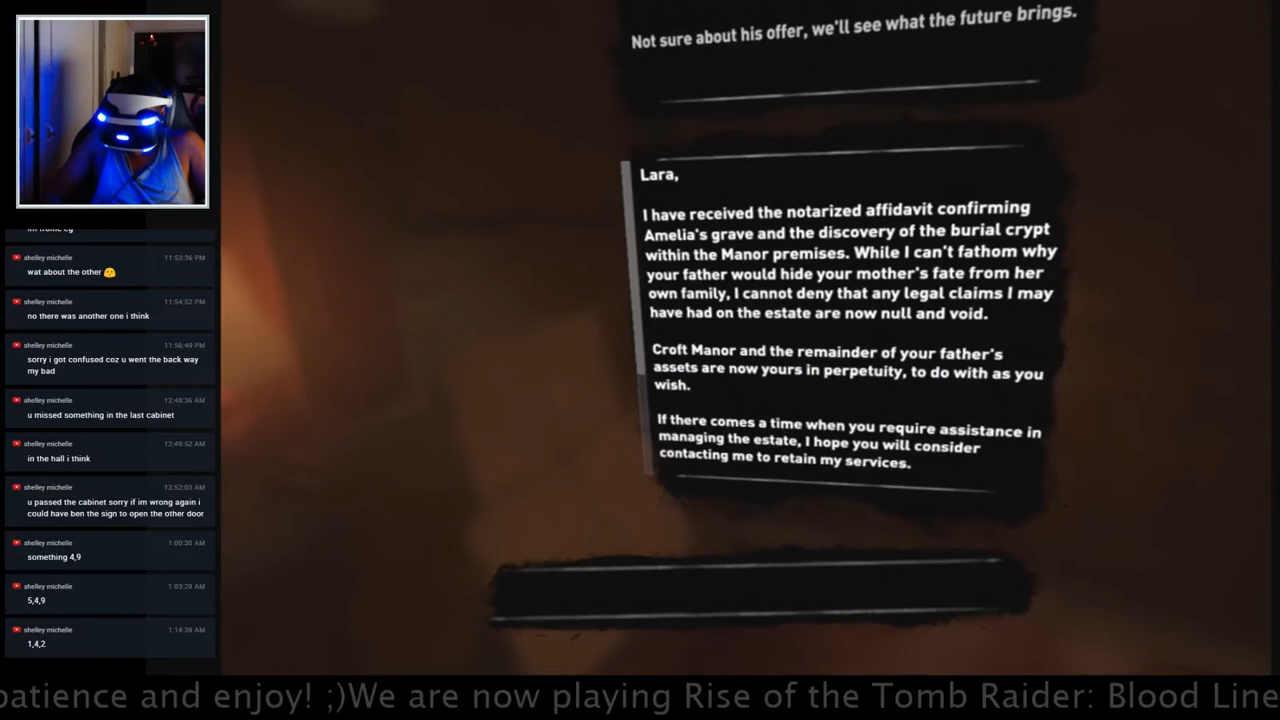 shelley michelle 11:53:36 PM
wat about the other
shelley michelle 11:54:52 PM
no there was another one i think
shelley michelle 11:56:49 PM
sorry i got confused coz u went the back way
my bad
shelley michelle 12:48:36 AM
u missed something in the last cabinet
shelley michelle 12:49:52 AM
in the hall i think
shelley michelle 12:52:03 AM
u passed the cabinet sorry if im wrong again i
could have ben the sign to open the other door
shelley michelle 1:00:30 AM
something 4,9
shelley michelle 1:03:29 AM
5,4,9
shelley michelle 1:14:39 AM
1,4,2
Not sure about his offer, we'll see what the future brings.
Lara,
I have received the notarized affidavit confirming
Amelia's grave and the discovery of the burial crypt
within the Manor premises. While I can't fathom why
your father would hide your mother's fate from her
own family, I cannot deny that any legal claims I may
have had on the estate are now null and void.
Croft Manor and the remainder of your father's
assets are now yours in perpetuity, to do with as you
wish.
If there comes a time when you require assistance in
managing the estate, I hope you will consider
contacting me to retain my services.
patience and enjoy! ;)We are now playing Rise of the Tomb Raider: Blood Line